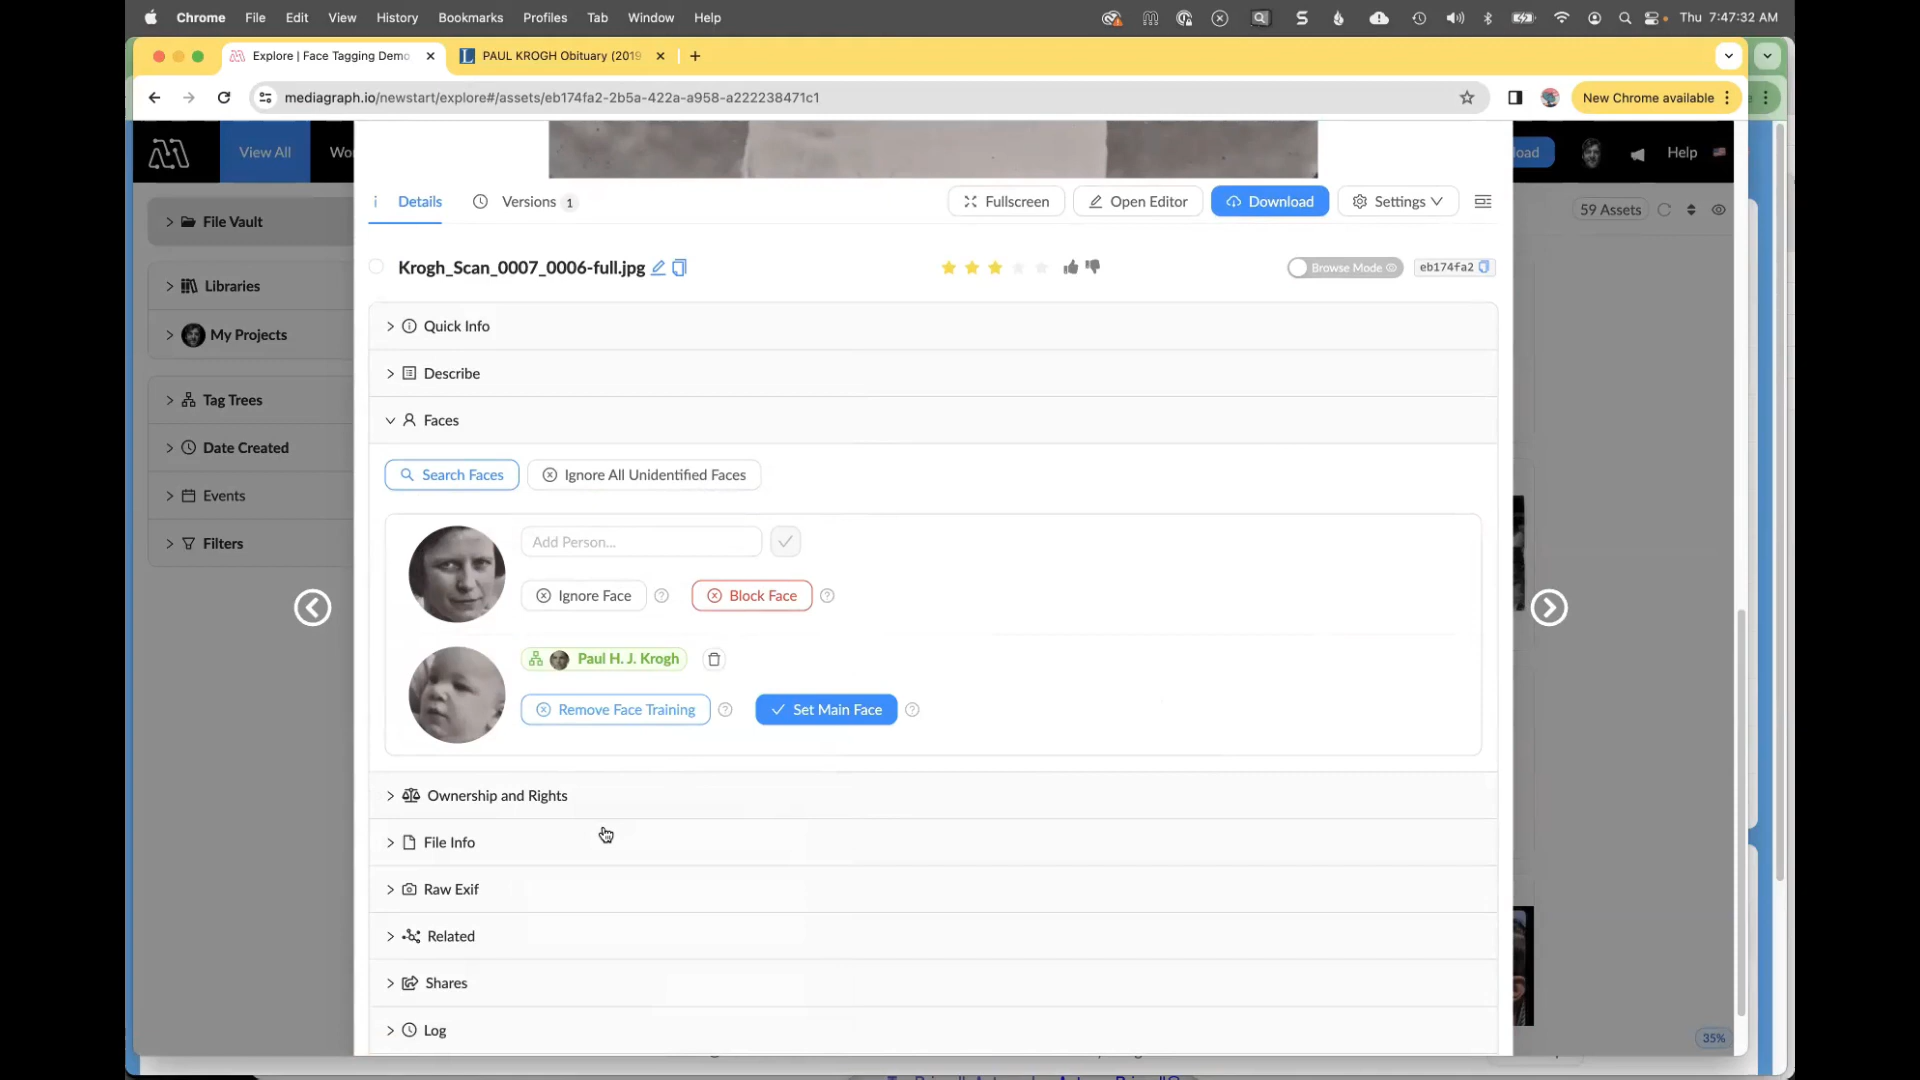 Chrome File Edit View History Bookmarks Profiles Tab Window Help Thu 7:47:32 AM
Explore | Face Tagging Demo PAUL KROGH Obituary (2019
mediagraph.io/newstart/explore#/assets/eb174fa2-2b5a-422a-a958-a222238471c1 New Chrome available
View All Help
59 Assets
File Vault
Libraries
My Projects
Tag Trees
Date Created
Events
Filters
Details Versions 1 Fullscreen Open Editor Download Settings
Krogh_Scan_0007_0006-full.jpg Browse Mode eb174fa2
Quick Info
Describe
Faces
Search Faces Ignore All Unidentified Faces
Add Person...
Ignore Face Block Face
Paul H. J. Krogh
Remove Face Training Set Main Face
Ownership and Rights
File Info
Raw Exif
Related
Shares
Log
35%